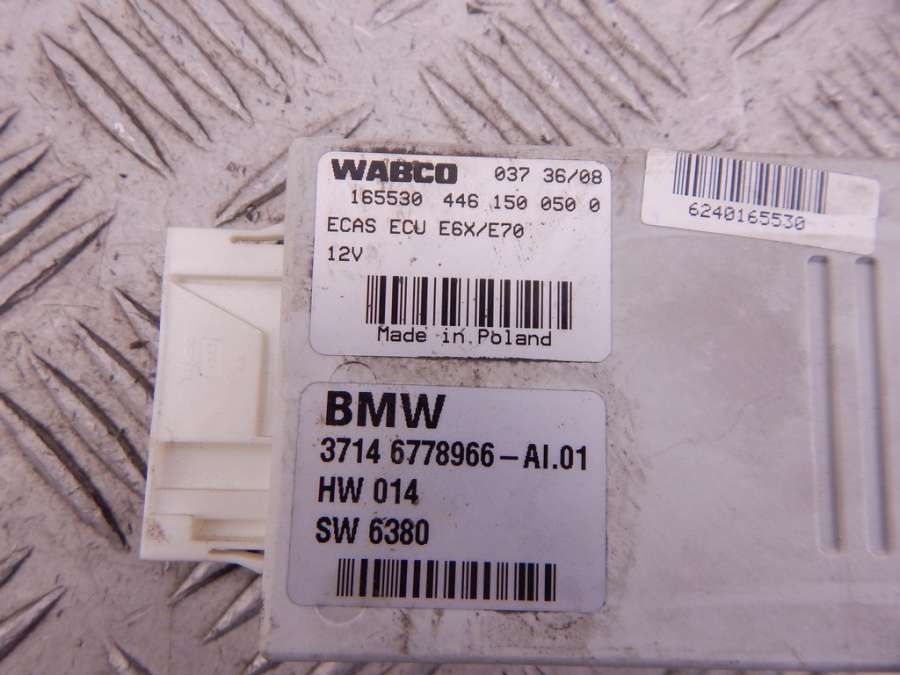 WABCO 037 36/08
165530 446 150 050 0
ECAS ECU E6X/E70
12V
Made in Poland
6240165530
BMW
3714 6778966-AI.01
HW 014
SW 6380